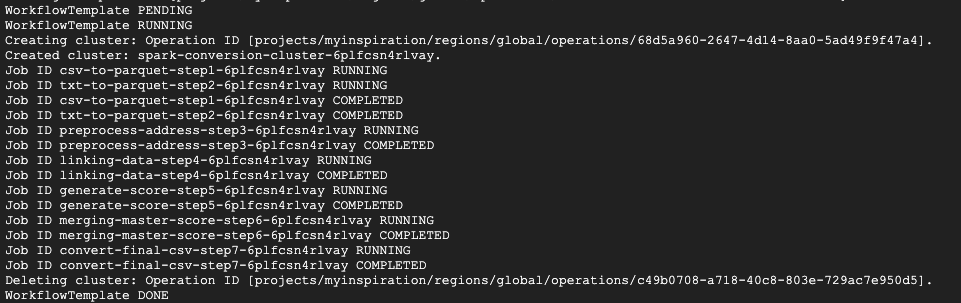 WorkflowTemplate PENDING
WorkflowTemplate RUNNING
Creating cluster: Operation ID [projects/myinspiration/regions/global/operations/68d5a960-2647-4d14-8aa0-5ad49f9f47a4].
Created cluster: spark-conversion-cluster-6plfcsn4rlvay.
Job ID csv-to-parquet-step1-6plfcsn4rlvay RUNNING
Job ID txt-to-parquet-step2-6plfcsn4rlvay RUNNING
Job ID csv-to-parquet-step1-6plfcsn4rlvay COMPLETED
Job ID txt-to-parquet-step2-6plfcsn4rlvay COMPLETED
Job ID preprocess-address-step3-6plfcsn4rlvay RUNNING
Job ID preprocess-address-step3-6plfcsn4rlvay COMPLETED
Job ID linking-data-step4-6plfcsn4rlvay RUNNING
Job ID linking-data-step4-6plfcsn4rlvay COMPLETED
Job ID generate-score-step5-6plfcsn4rlvay RUNNING
Job ID generate-score-step5-6plfcsn4rlvay COMPLETED
Job ID merging-master-score-step6-6plfcsn4rlvay RUNNING
Job ID merging-master-score-step6-6plfcsn4rlvay COMPLETED
Job ID convert-final-csv-step7-6plfcsn4rlvay RUNNING
Job ID convert-final-csv-step7-6plfcsn4rlvay COMPLETED
Deleting cluster: Operation ID [projects/myinspiration/regions/global/operations/c49b0708-a718-40c8-803e-729ac7e950d5].
WorkflowTemplate DONE